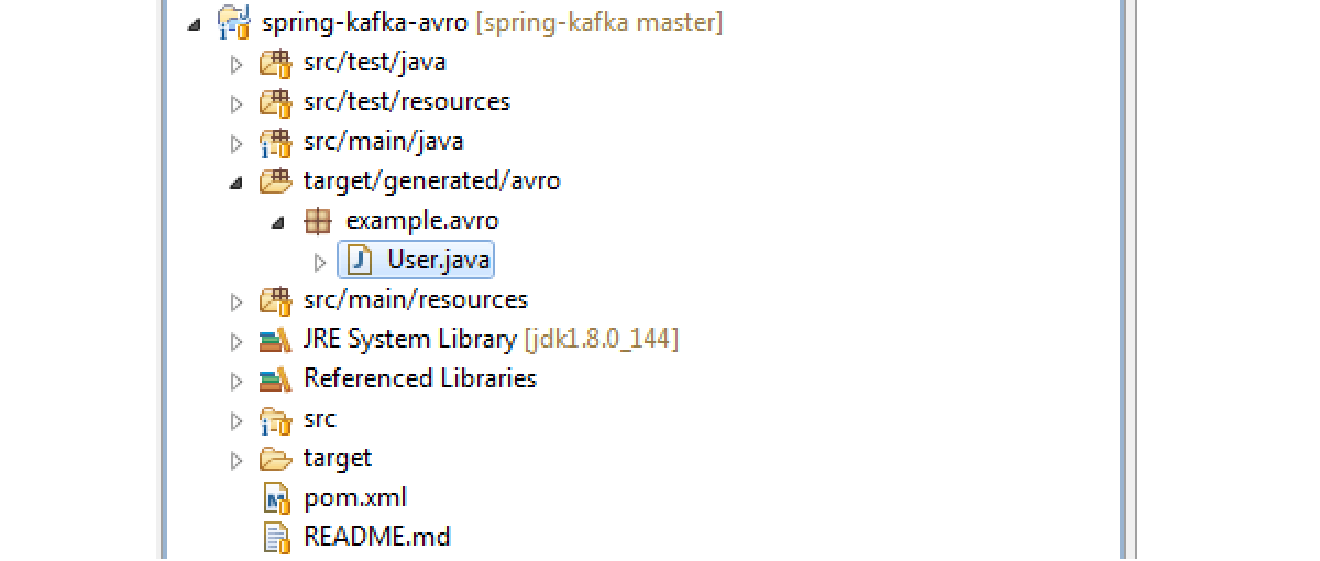 spring-kafka-avro [spring-kafka master]
src/test/java
src/test/resources
src/main/java
target/generated/avro
example.avro
User.java
src/main/resources
JRE System Library [jdk1.8.0_144]
Referenced Libraries
src
target
pom.xml
README.md